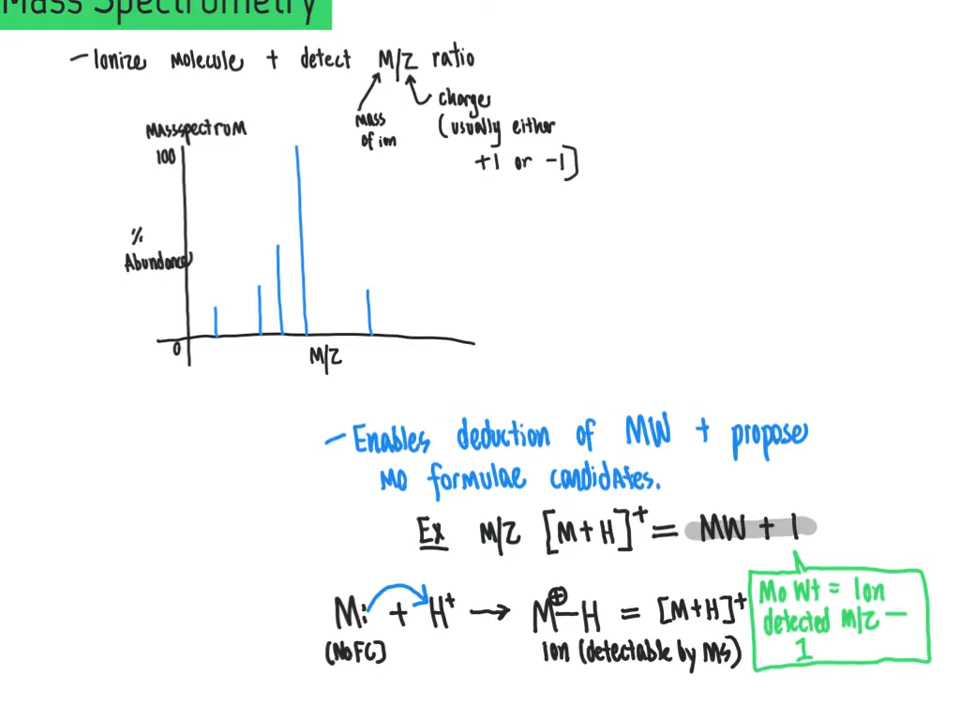 Mass Spectrometry
- Ionize molecule + detect M/Z ratio
Mass of ion
charge (usually either +1 or -1)
Mass spectrum
100
% Abundance
0
M/Z
- Enables deduction of MW + propose
Mo formulae candidates.
Ex M/Z [M+H]⁺ = MW + 1
M: + H⁺ → M⊕-H = [M+H]⁺
(No FC)
Ion (detectable by MS)
Mo Wt = Ion
detected M/Z -
1